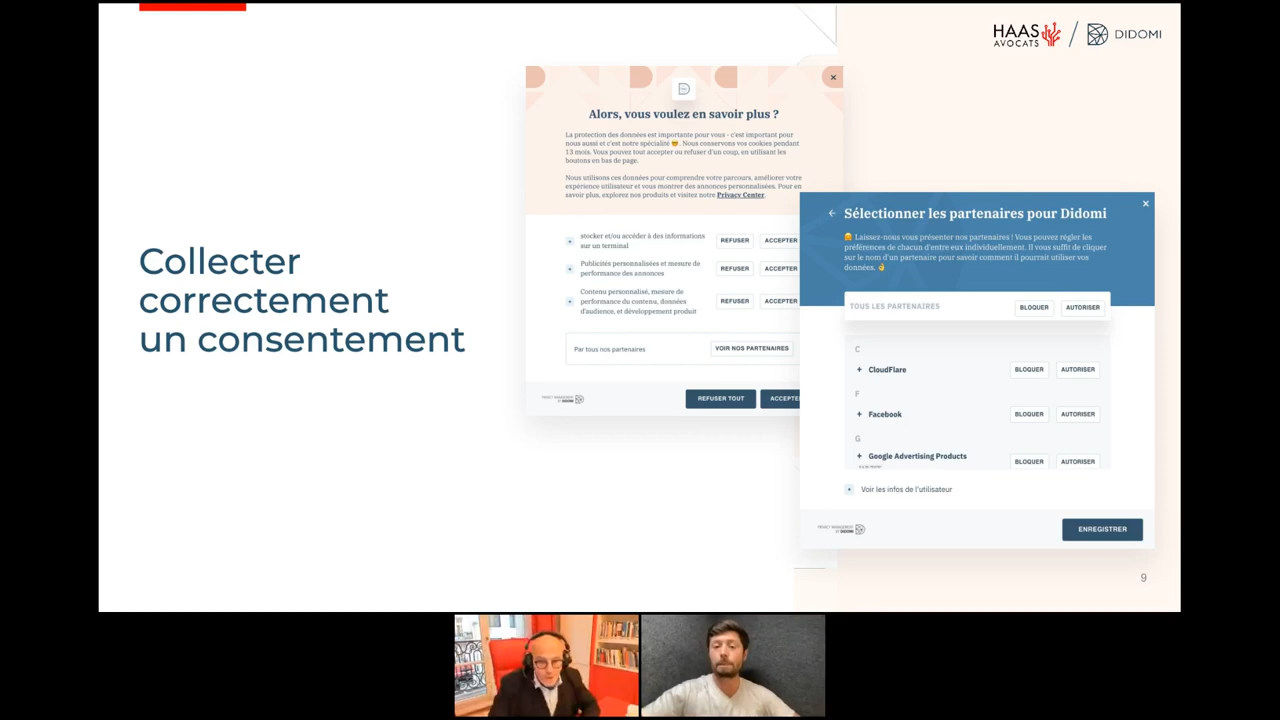 HAAS
AVOCATS
DIDOMI
Collecter
correctement
un consentement
Alors, vous voulez en savoir plus ?
La protection des données est importante pour vous - c'est important pour
nous aussi et c'est notre spécialité 🤓. Nous conservons vos cookies pendant
13 mois. Vous pouvez tout accepter ou refuser d'un coup, en utilisant les
boutons en bas de page.
Nous utilisons ces données pour comprendre votre parcours, améliorer votre
expérience utilisateur et vous montrer des annonces personnalisées. Pour en
savoir plus, explorez nos produits et visitez notre Privacy Center.
stocker et/ou accéder à des informations
sur un terminal
REFUSER
ACCEPTER
Publicités personnalisées et mesure de
performance des annonces
REFUSER
ACCEPTER
Contenu personnalisé, mesure de
performance du contenu, données
d'audience, et développement produit
REFUSER
ACCEPTER
Par tous nos partenaires
VOIR NOS PARTENAIRES
PRIVACY MANAGEMENT
BY DIDOMI
REFUSER TOUT
ACCEPTE
Sélectionner les partenaires pour Didomi
🤗 Laissez-nous vous présenter nos partenaires ! Vous pouvez régler les
préférences de chacun d'entre eux individuellement. Il vous suffit de cliquer
sur le nom d'un partenaire pour savoir comment il pourrait utiliser vos
données. 👌
TOUS LES PARTENAIRES
BLOQUER
AUTORISER
C
+ CloudFlare
BLOQUER
AUTORISER
F
+ Facebook
BLOQUER
AUTORISER
G
+ Google Advertising Products
BLOQUER
AUTORISER
Voir les infos de l'utilisateur
PRIVACY MANAGEMENT
BY DIDOMI
ENREGISTRER
9